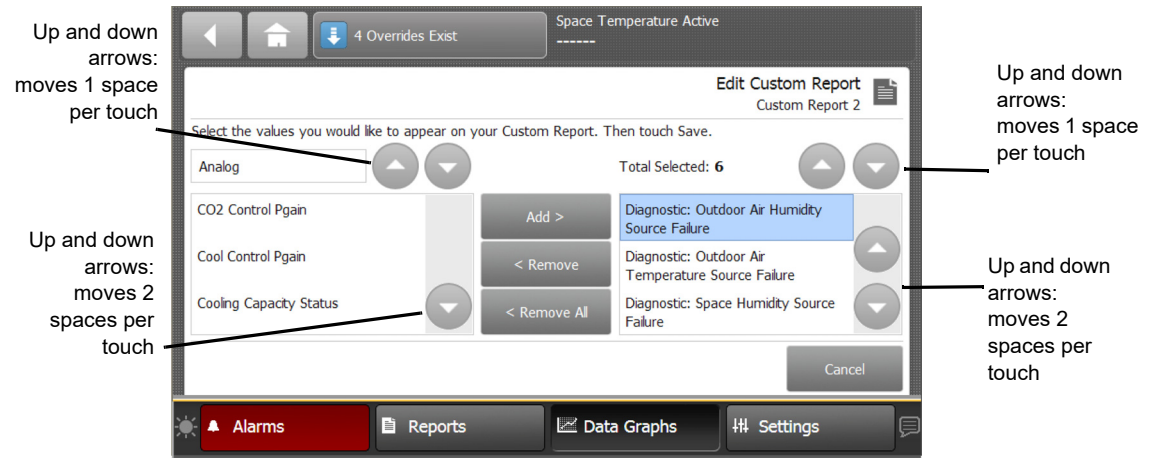 Up and down
arrows:
moves 1 space
per touch
Up and down
arrows:
moves 2
spaces per
touch
4 Overrides Exist
Space Temperature Active
------
Edit Custom Report
Custom Report 2
Select the values you would like to appear on your Custom Report. Then touch Save.
Analog
Total Selected: 6
CO2 Control Pgain
Cool Control Pgain
Cooling Capacity Status
Add >
< Remove
< Remove All
Diagnostic: Outdoor Air Humidity
Source Failure
Diagnostic: Outdoor Air
Temperature Source Failure
Diagnostic: Space Humidity Source
Failure
Cancel
Alarms
Reports
Data Graphs
Settings
Up and down
arrows:
moves 1 space
per touch
Up and down
arrows:
moves 2
spaces per
touch